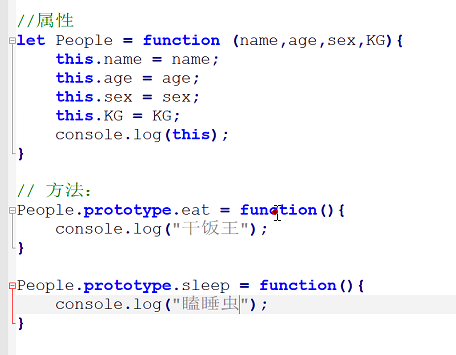 //属性
let People = function (name,age,sex,KG){
    this.name = name;
    this.age = age;
    this.sex = sex;
    this.KG = KG;
    console.log(this);
}
// 方法：
People.prototype.eat = function(){
    console.log("干饭王");
}
People.prototype.sleep = function(){
    console.log("瞌睡虫");
}